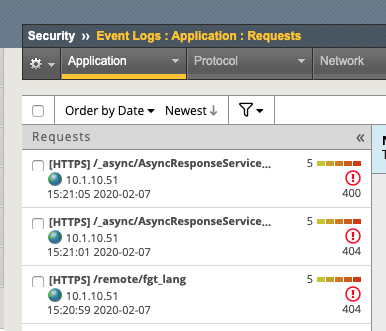 Security ›› Event Logs : Application : Requests
Application Protocol Network
Order by Date Newest
Requests «
[HTTPS] /_async/AsyncResponseService... 5
10.1.10.51
15:21:05 2020-02-07 400
[HTTPS] /_async/AsyncResponseService... 5
10.1.10.51
15:21:01 2020-02-07 404
[HTTPS] /remote/fgt_lang 5
10.1.10.51
15:20:59 2020-02-07 404